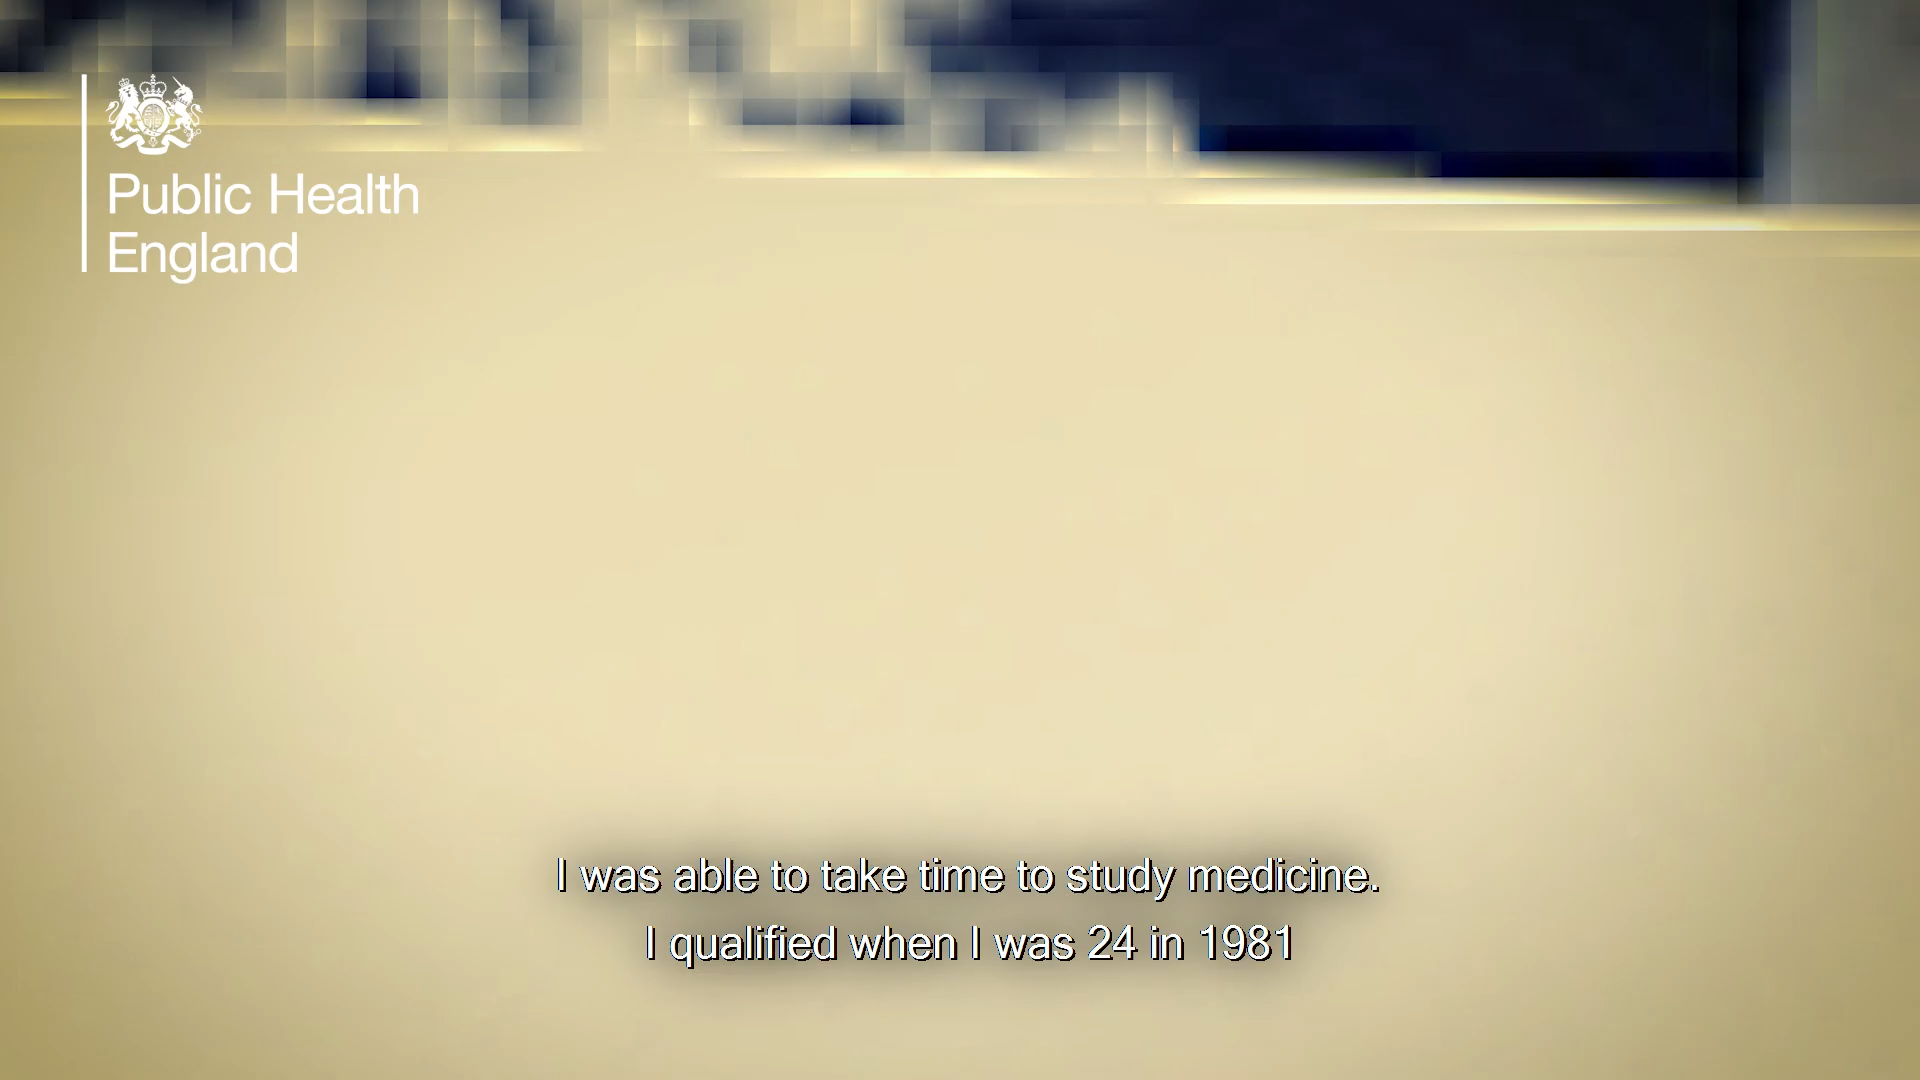 Public Health
England
I was able to take time to study medicine.
I qualified when I was 24 in 1981